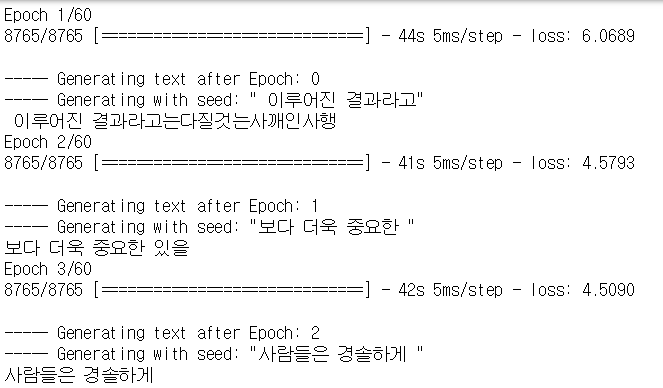 Epoch 1/60
8765/8765 [==============================] - 44s 5ms/step - loss: 6.0689
----- Generating text after Epoch: 0
----- Generating with seed: " 이루어진 결과라고"
이루어진 결과라고는다질것는사깨인사행
Epoch 2/60
8765/8765 [==============================] - 41s 5ms/step - loss: 4.5793
----- Generating text after Epoch: 1
----- Generating with seed: "보다 더욱 중요한 "
보다 더욱 중요한 있을
Epoch 3/60
8765/8765 [==============================] - 42s 5ms/step - loss: 4.5090
----- Generating text after Epoch: 2
----- Generating with seed: "사람들은 경솔하게 "
사람들은 경솔하게